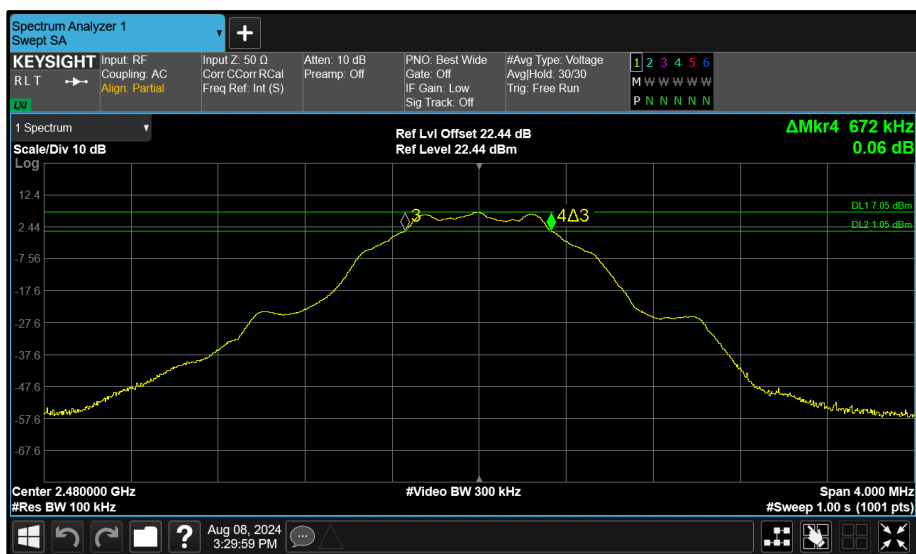 Spectrum Analyzer 1
Swept SA
KEYSIGHT
R L T
LXI
Input: RF
Coupling: AC
Align: Partial
Input Z: 50 Ω
Corr CCorr RCal
Freq Ref: Int (S)
Atten: 10 dB
Preamp: Off
PNO: Best Wide
Gate: Off
IF Gain: Low
Sig Track: Off
#Avg Type: Voltage
Avg|Hold: 30/30
Trig: Free Run
1 2 3 4 5 6
M W W W W W
P N N N N N
1 Spectrum
Scale/Div 10 dB
Ref Lvl Offset 22.44 dB
Ref Level 22.44 dBm
ΔMkr4 672 kHz
0.06 dB
Log
12.4
2.44
-7.56
-17.6
-27.6
-37.6
-47.6
-57.6
-67.6
3
4Δ3
DL1 7.05 dBm
DL2 1.05 dBm
Center 2.480000 GHz
#Res BW 100 kHz
#Video BW 300 kHz
Span 4.000 MHz
#Sweep 1.00 s (1001 pts)
?
Aug 08, 2024
3:29:59 PM